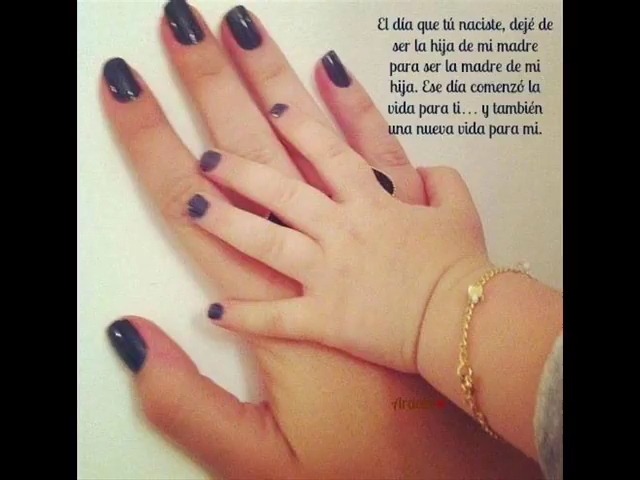 El día que tú naciste, dejé de
ser la hija de mi madre
para ser la madre de mi
hija. Ese día comenzó la
vida para ti... y también
una nueva vida para mi.